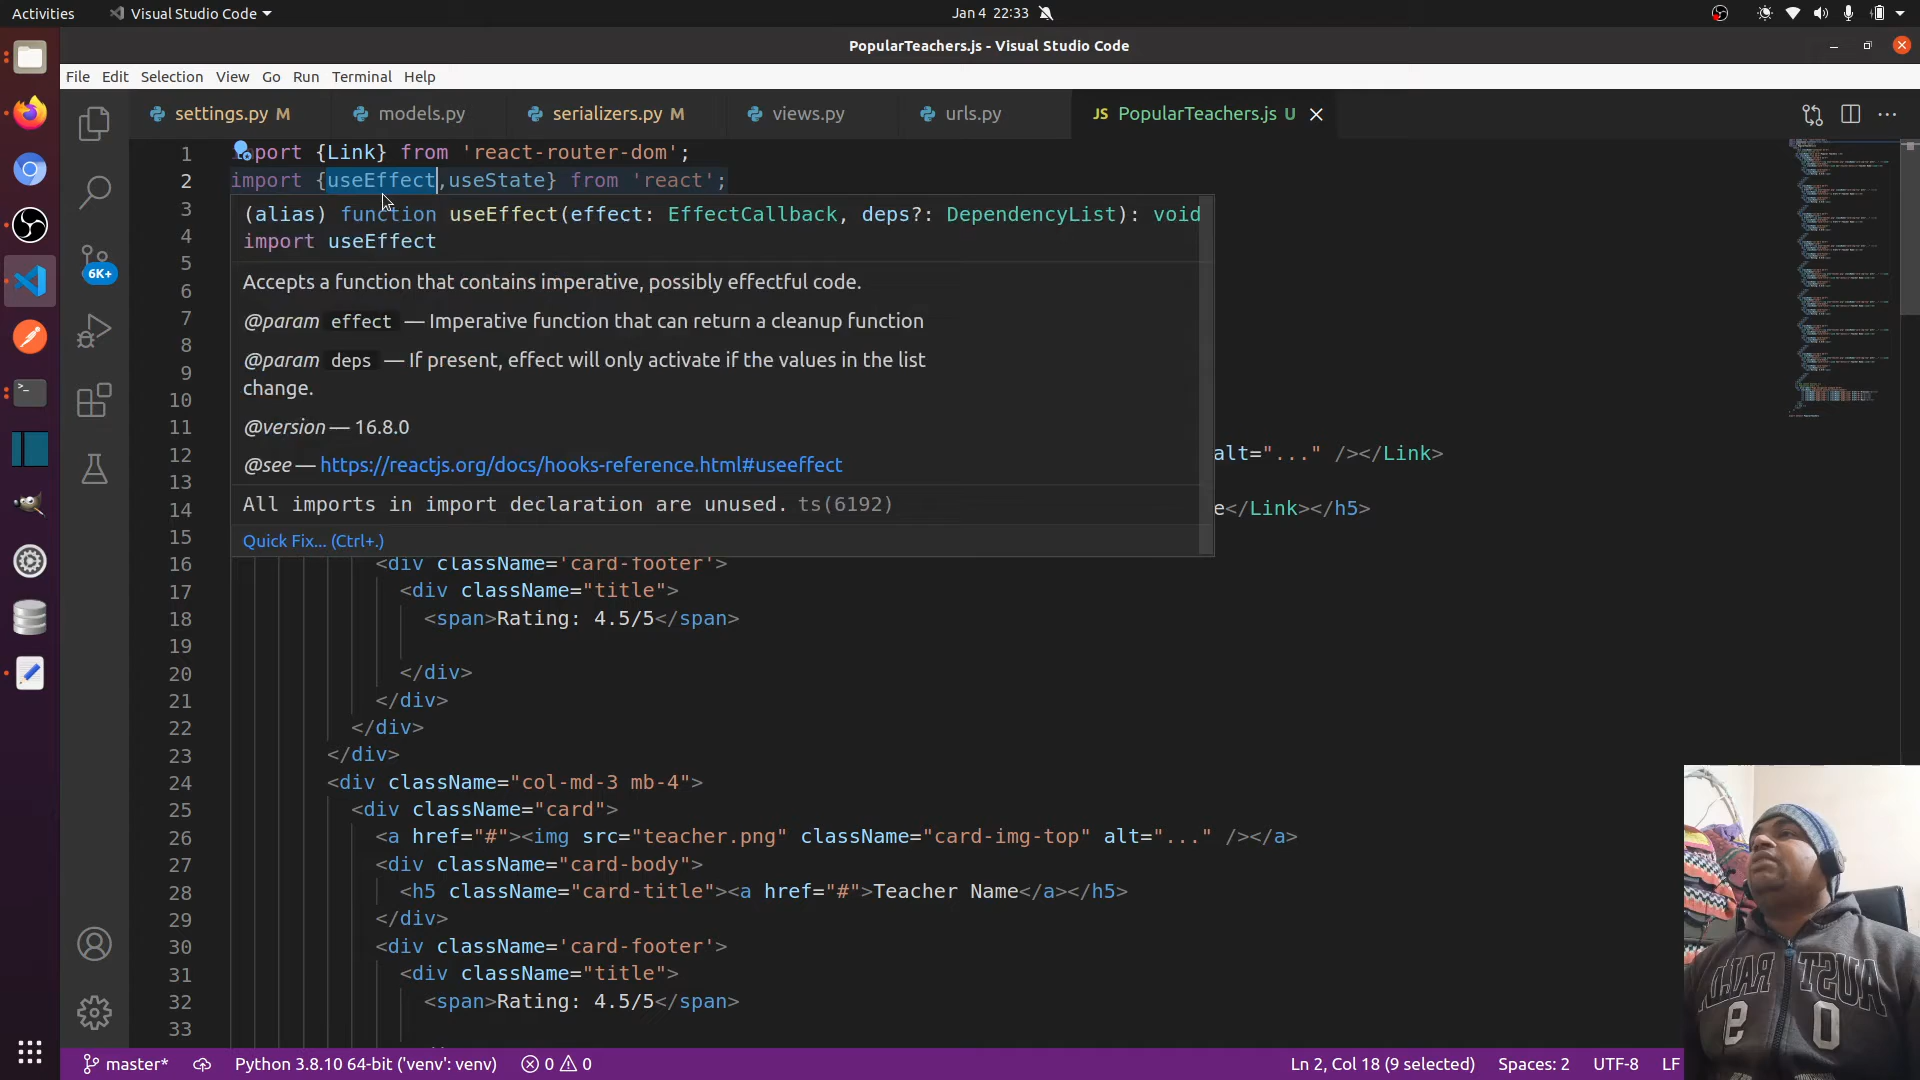 Activities
Visual Studio Code
Jan 4 22:33
PopularTeachers.js - Visual Studio Code
File Edit Selection View Go Run Terminal Help
settings.py M
models.py
serializers.py M
views.py
urls.py
JS PopularTeachers.js U
6K+
1 import {Link} from 'react-router-dom';
2 import {useEffect,useState} from 'react';
3
(alias) function useEffect(effect: EffectCallback, deps?: DependencyList): void
4 import useEffect
5 Accepts a function that contains imperative, possibly effectful code.
6
7 @param effect — Imperative function that can return a cleanup function
8 @param deps — If present, effect will only activate if the values in the list
9 change.
10
11 @version — 16.8.0
12 alt="..." /></Link>
@see — https://reactjs.org/docs/hooks-reference.html#useeffect
13 All imports in import declaration are unused. ts(6192)
14 e</Link></h5>
15 Quick Fix... (Ctrl+.)
16 <div className='card-footer'>
17 <div className="title">
18 <span>Rating: 4.5/5</span>
19
20 </div>
21 </div>
22 </div>
23 </div>
24 <div className="col-md-3 mb-4">
25 <div className="card">
26 <a href="#"><img src="teacher.png" className="card-img-top" alt="..." /></a>
27 <div className="card-body">
28 <h5 className="card-title"><a href="#">Teacher Name</a></h5>
29 </div>
30 <div className='card-footer'>
31 <div className="title">
32 <span>Rating: 4.5/5</span>
33
master* Python 3.8.10 64-bit ('venv': venv) 0 0 Ln 2, Col 18 (9 selected) Spaces: 2 UTF-8 LF